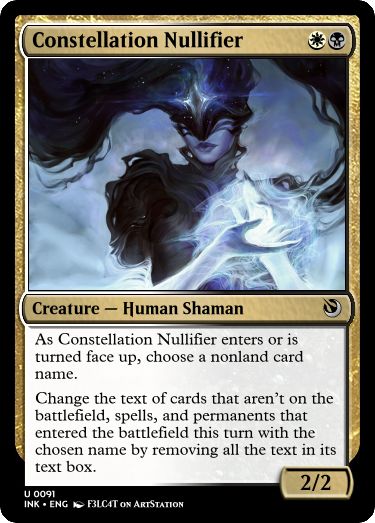 Constellation Nullifier
Creature — Human Shaman
As Constellation Nullifier enters or is
turned face up, choose a nonland card
name.
Change the text of cards that aren't on the
battlefield, spells, and permanents that
entered the battlefield this turn with the
chosen name by removing all the text in its
text box.
2/2
U 0091
INK • ENG F3LC4T ON ARTSTATION